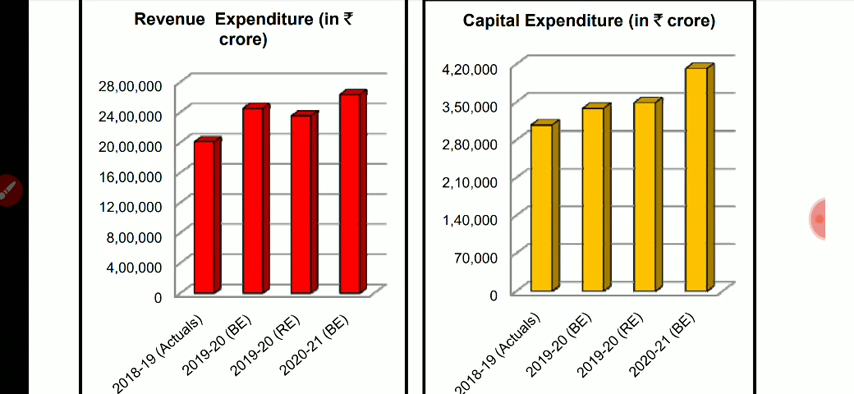 Revenue  Expenditure (in ₹
crore)
28,00,000
24,00,000
20,00,000
16,00,000
12,00,000
8,00,000
4,00,000
0
2018-19 (Actuals)
2019-20 (BE)
2019-20 (RE)
2020-21 (BE)
Capital Expenditure (in ₹ crore)
4,20,000
3,50,000
2,80,000
2,10,000
1,40,000
70,000
0
2018-19 (Actuals)
2019-20 (BE)
2019-20 (RE)
2020-21 (BE)